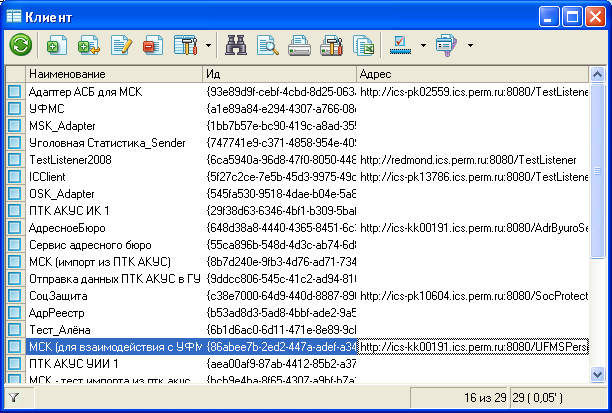 Клиент
Наименование Ид Адрес
Адаптер АСБ для МСК {93e89d9f-cebf-4cbd-8d25-063 http://ics-pk02559.ics.perm.ru:8080/TestListene
УФМС {a1e89a84-e294-4307-a766-08
MSK_Adapter {1bb7b57e-bc90-419c-a8ad-35
Уголовная Статистика_Sender {747741e9-c371-4858-954e-40
TestListener2008 {6ca5940a-96d8-47f0-8050-448 http://redmond.ics.perm.ru:8080/TestListener
ICClient {5f27c2ce-7e5b-45d3-9975-49 http://ics-pk13786.ics.perm.ru:8080/TestListene
OSK_Adapter {545fa530-9518-4dae-b04e-5a8
ПТК АКУС ИК 1 {29f38d63-6346-4bf1-b309-5ba
АдресноеБюро {648d38a8-4440-4365-8451-6c http://ics-kk00191.ics.perm.ru:8080/AdrByuroSe
Сервис адресного бюро {55ca896b-548d-4d3c-ab74-6d
МСК (импорт из ПТК АКУС) {8b7d240e-9fb3-4d76-ad71-734
Отправка данных ПТК АКУС в ГУ {9ddcc806-545c-41c2-ad94-81
СоцЗащита {c38e7000-64d9-440d-8887-89 http://ics-pk10604.ics.perm.ru:8080/SocProtect
АдрРеестр {b53ad8d3-5ad8-4bbf-ade2-9a5
Тест_Алёна {6b1d6ac0-6d11-471e-8e89-9c
МСК (для взаимодействия с УФМ {86abee7b-2ed2-447a-adef-a34 http://ics-kk00191.ics.perm.ru:8080/UFMSPers
ПТК АКУС УИИ 1 {aea00af9-87ab-4412-85b2-a37
МСК - тест импорта из птк акус {bcb9e4ba-8f65-4307-a9bf-b7a
16 из 29 29 ( 0,05' )